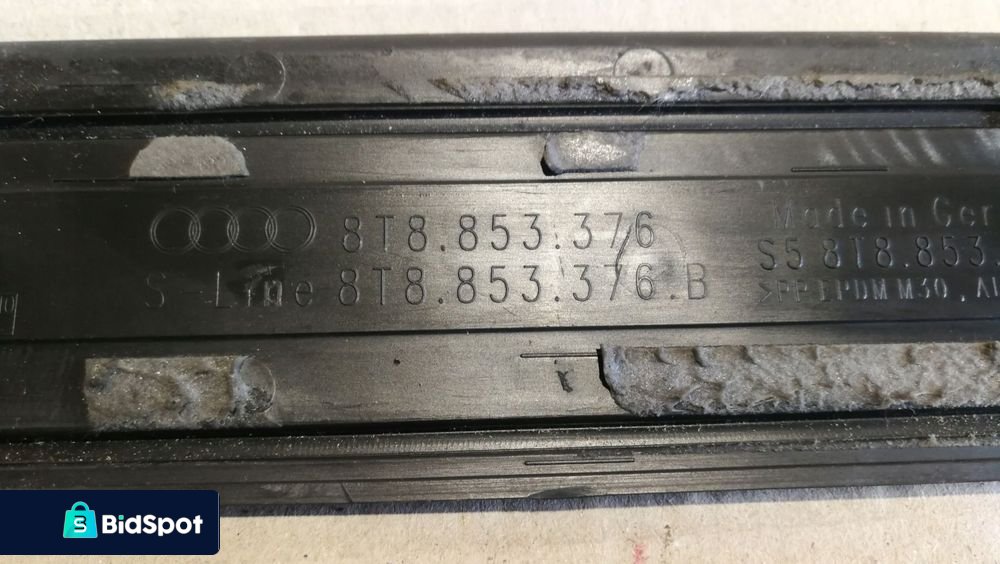 8T8.853.376
S-Line 8T8.853.376.B
Made in Ger
S5 8T8.853.
>PP EPDM M30, A
BidSpot